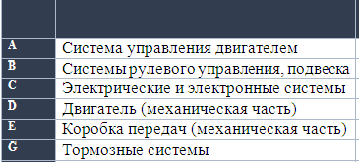 A Система управления двигателем
B Системы рулевого управления, подвеска
C Электрические и электронные системы
D Двигатель (механическая часть)
E Коробка передач (механическая часть)
G Тормозные системы